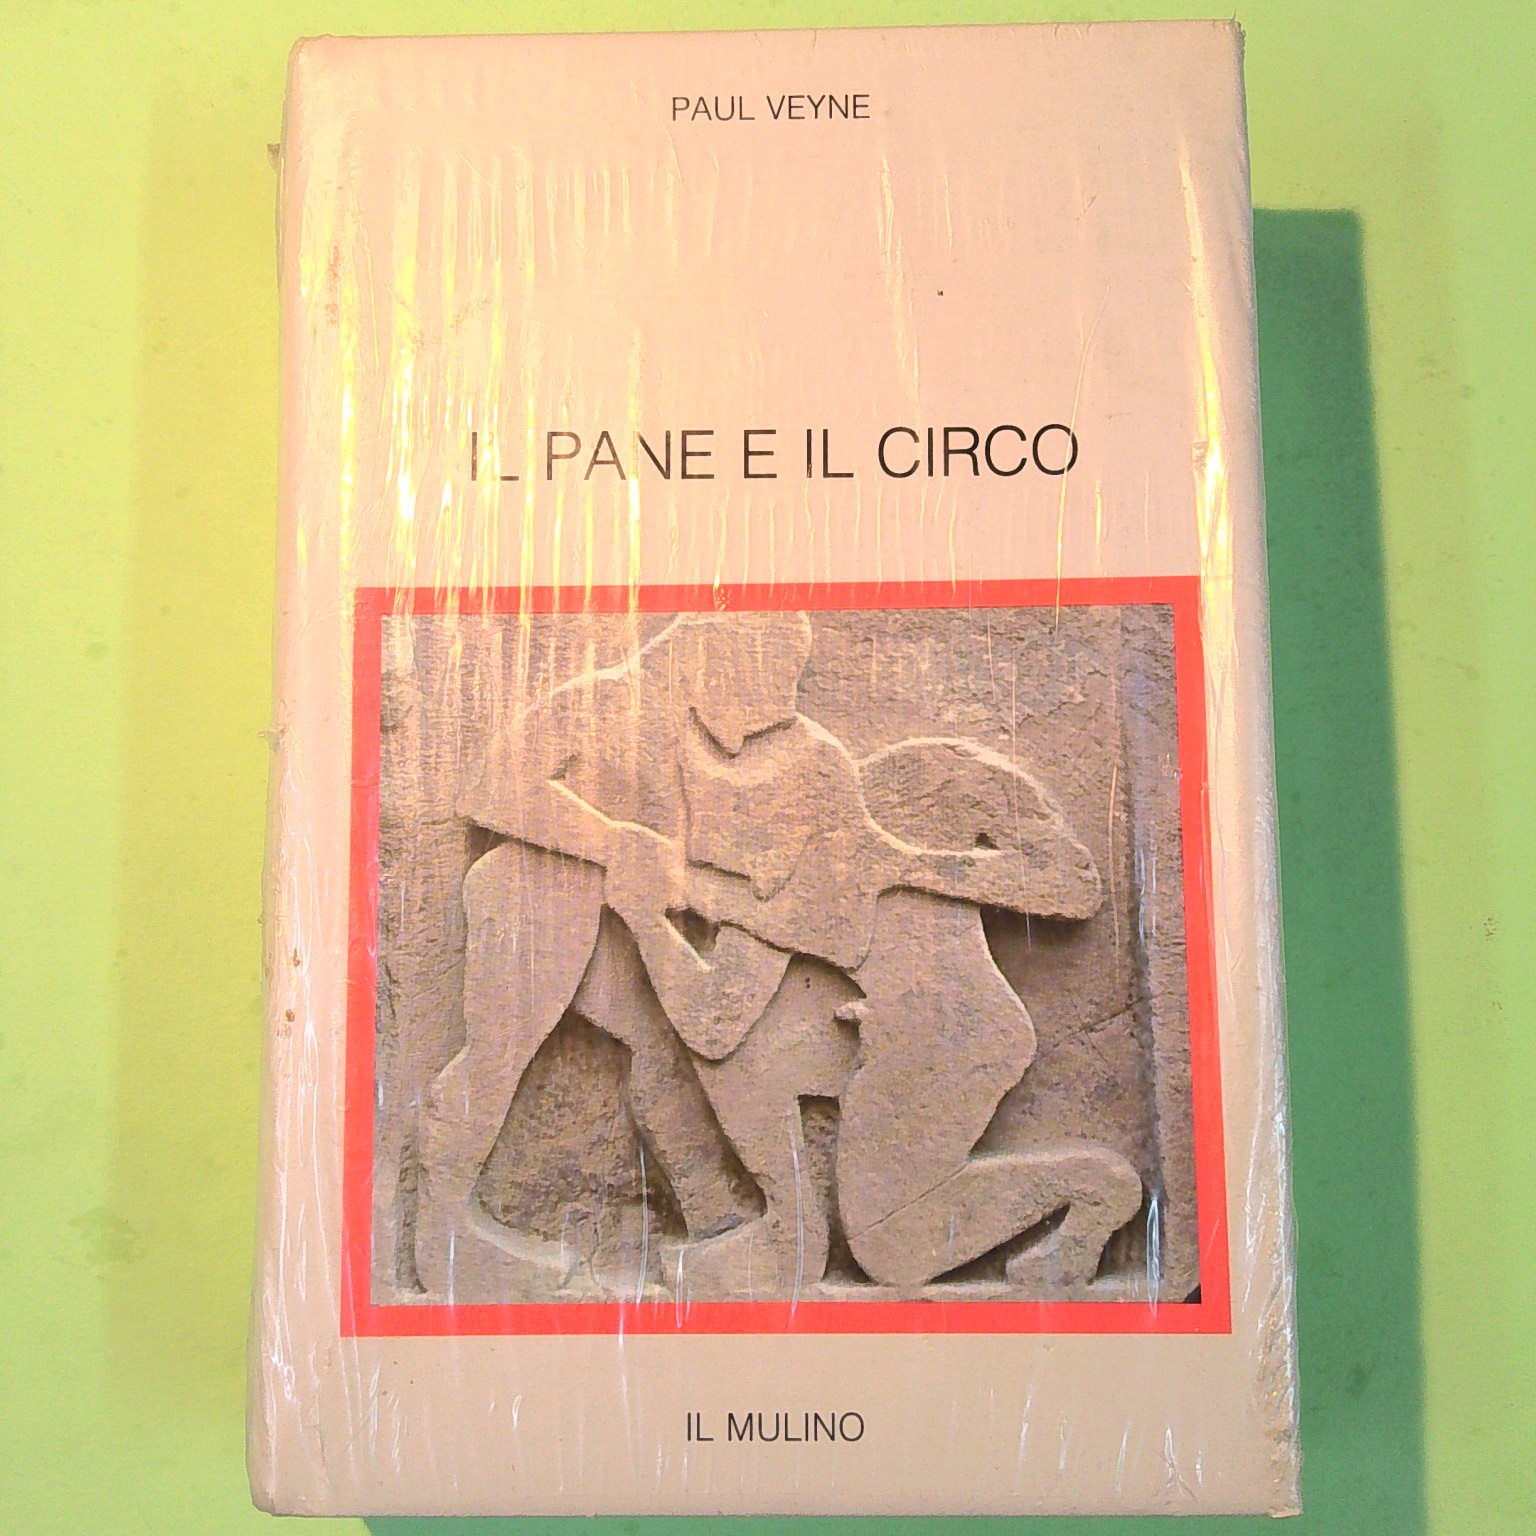 PAUL VEYNE
IL PANE E IL CIRCO
IL MULINO